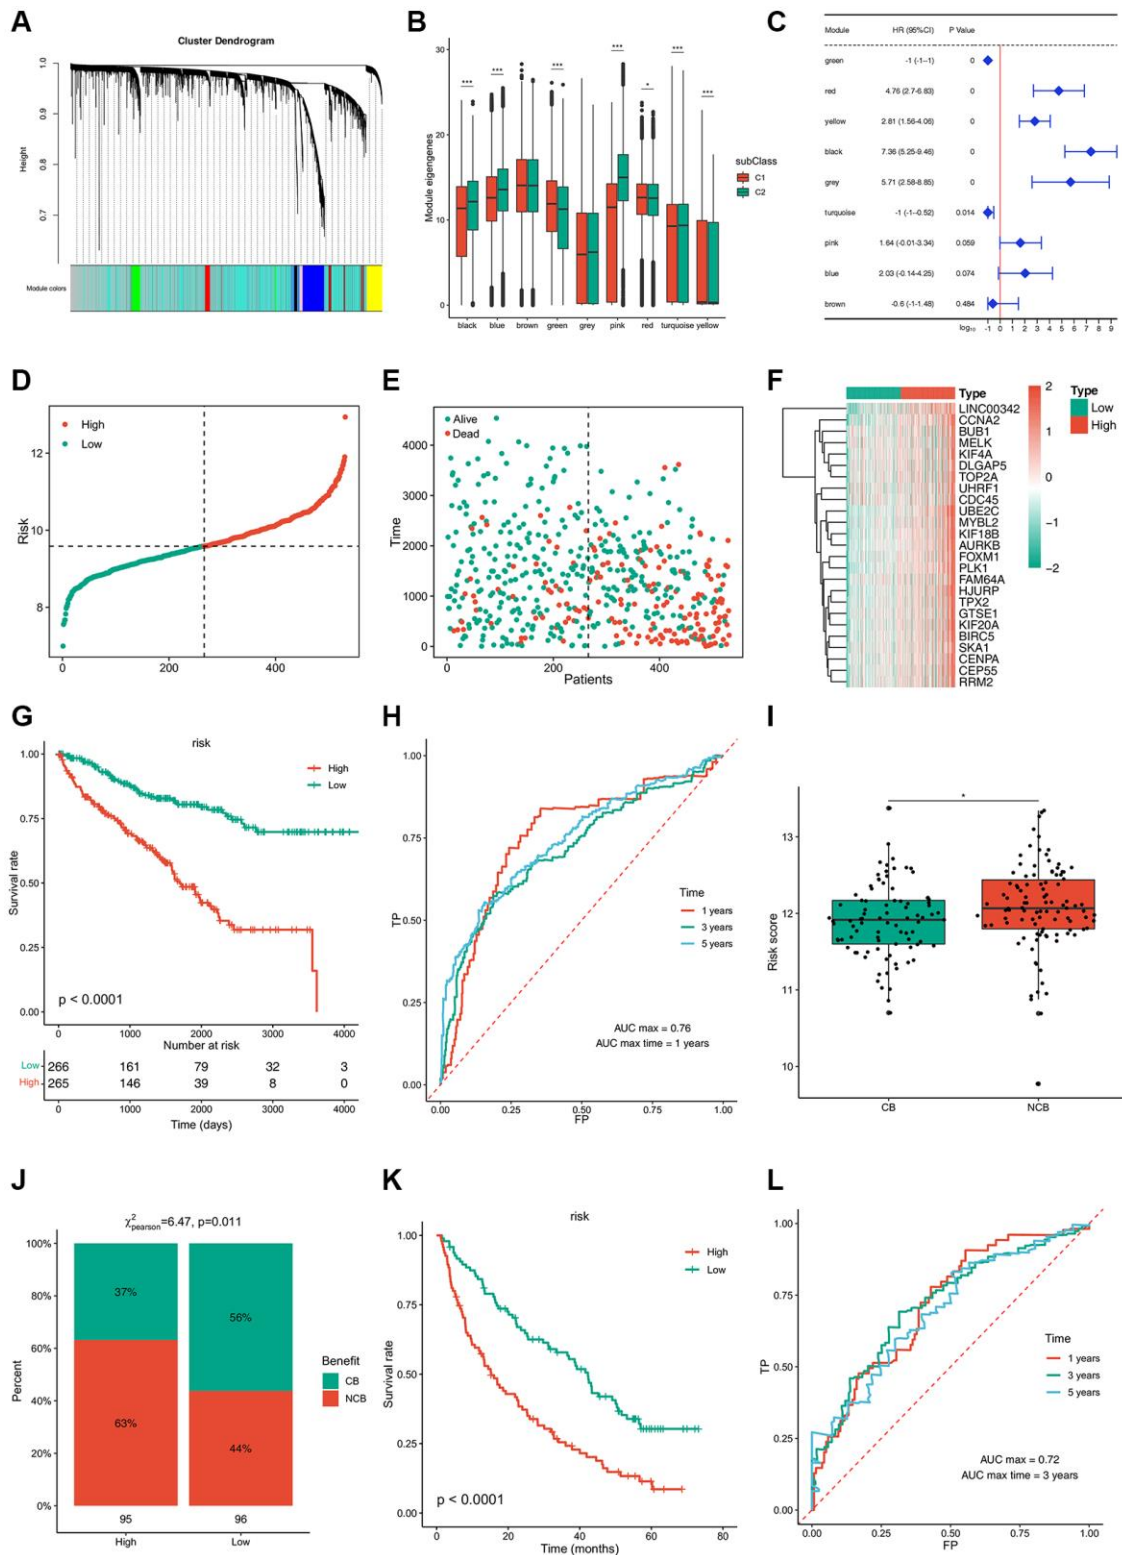 A
Cluster Dendrogram
Height
1.0
0.9
0.8
0.7
Module colors
B
Module eigengenes
30
20
10
0
*** *** *** *** * *** ***
black blue brown green grey pink red turquoise yellow
subClass
C1
C2
C
Module HR (95%CI) P Value
green -1 (-1--1) 0
red 4.76 (2.7-6.83) 0
yellow 2.81 (1.56-4.06) 0
black 7.36 (5.25-9.46) 0
grey 5.71 (2.58-8.85) 0
turquoise -1 (-1--0.52) 0.014
pink 1.64 (-0.01-3.34) 0.059
blue 2.03 (-0.14-4.25) 0.074
brown -0.6 (-1-1.48) 0.484
log10 -1 0 1 2 3 4 5 6 7 8 9
D
High
Low
Risk
12
10
8
0 200 400
E
Alive
Dead
Time
4000
3000
2000
1000
0
0 200 400
Patients
F
Type
LINC00342
CCNA2
BUB1
MELK
KIF4A
DLGAP5
TOP2A
UHRF1
CDC45
UBE2C
MYBL2
KIF18B
AURKB
FOXM1
PLK1
FAM64A
HJURP
TPX2
GTSE1
KIF20A
BIRC5
SKA1
CENPA
CEP55
RRM2
2
1
0
−1
−2
Type
Low
High
G
risk
High
Low
Survival rate
1.00
0.75
0.50
0.25
0.00
p < 0.0001
0 1000 2000 3000 4000
Number at risk
Low 266 161 79 32 3
High 265 146 39 8 0
0 1000 2000 3000 4000
Time (days)
H
TP
1.00
0.75
0.50
0.25
0.00
Time
1 years
3 years
5 years
AUC max = 0.76
AUC max time = 1 years
0.00 0.25 0.50 0.75 1.00
FP
I
*
Risk score
13
12
11
10
CB NCB
J
χ²pearson=6.47, p=0.011
Percent
100%
80%
60%
40%
20%
0%
37%
63%
56%
44%
95 96
High Low
Benefit
CB
NCB
K
risk
High
Low
Survival rate
1.00
0.75
0.50
0.25
0.00
p < 0.0001
0 20 40 60 80
Time (months)
L
TP
1.00
0.75
0.50
0.25
0.00
Time
1 years
3 years
5 years
AUC max = 0.72
AUC max time = 3 years
0.00 0.25 0.50 0.75 1.00
FP